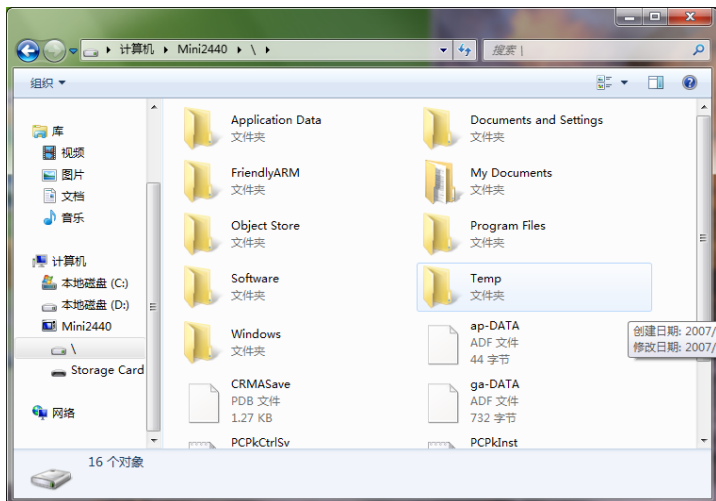 计算机 Mini2440 \
搜索 \
组织
库
视频
图片
文档
音乐
计算机
本地磁盘 (C:)
本地磁盘 (D:)
Mini2440
\
Storage Card
网络
Application Data
文件夹
Documents and Settings
文件夹
FriendlyARM
文件夹
My Documents
文件夹
Object Store
文件夹
Program Files
文件夹
Software
文件夹
Temp
文件夹
Windows
文件夹
ap-DATA
ADF 文件
44 字节
创建日期: 2007/
修改日期: 2007/
CRMASave
PDB 文件
1.27 KB
ga-DATA
ADF 文件
732 字节
PCPkCtrlSv
PCPkInst
16 个对象